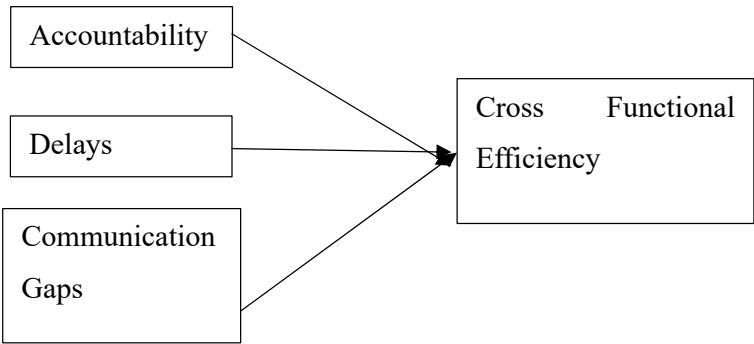 Accountability
Delays
Communication
Gaps
Cross Functional
Efficiency